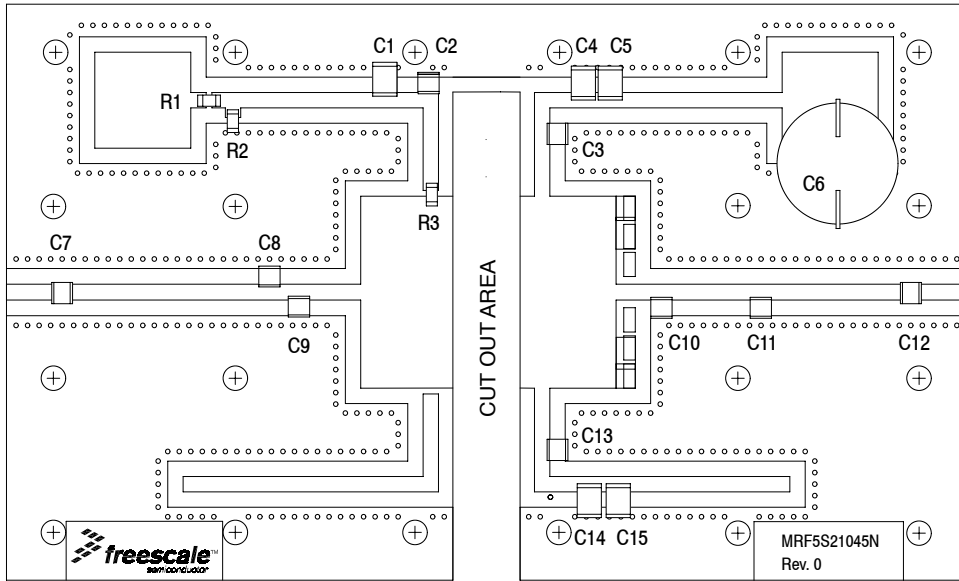 C1
C2
C4
C5
R1
R2
C3
C6
R3
C7
C8
C9
CUT OUT AREA
C10
C11
C12
C13
C14
C15
freescale™
semiconductor
MRF5S21045N
Rev. 0